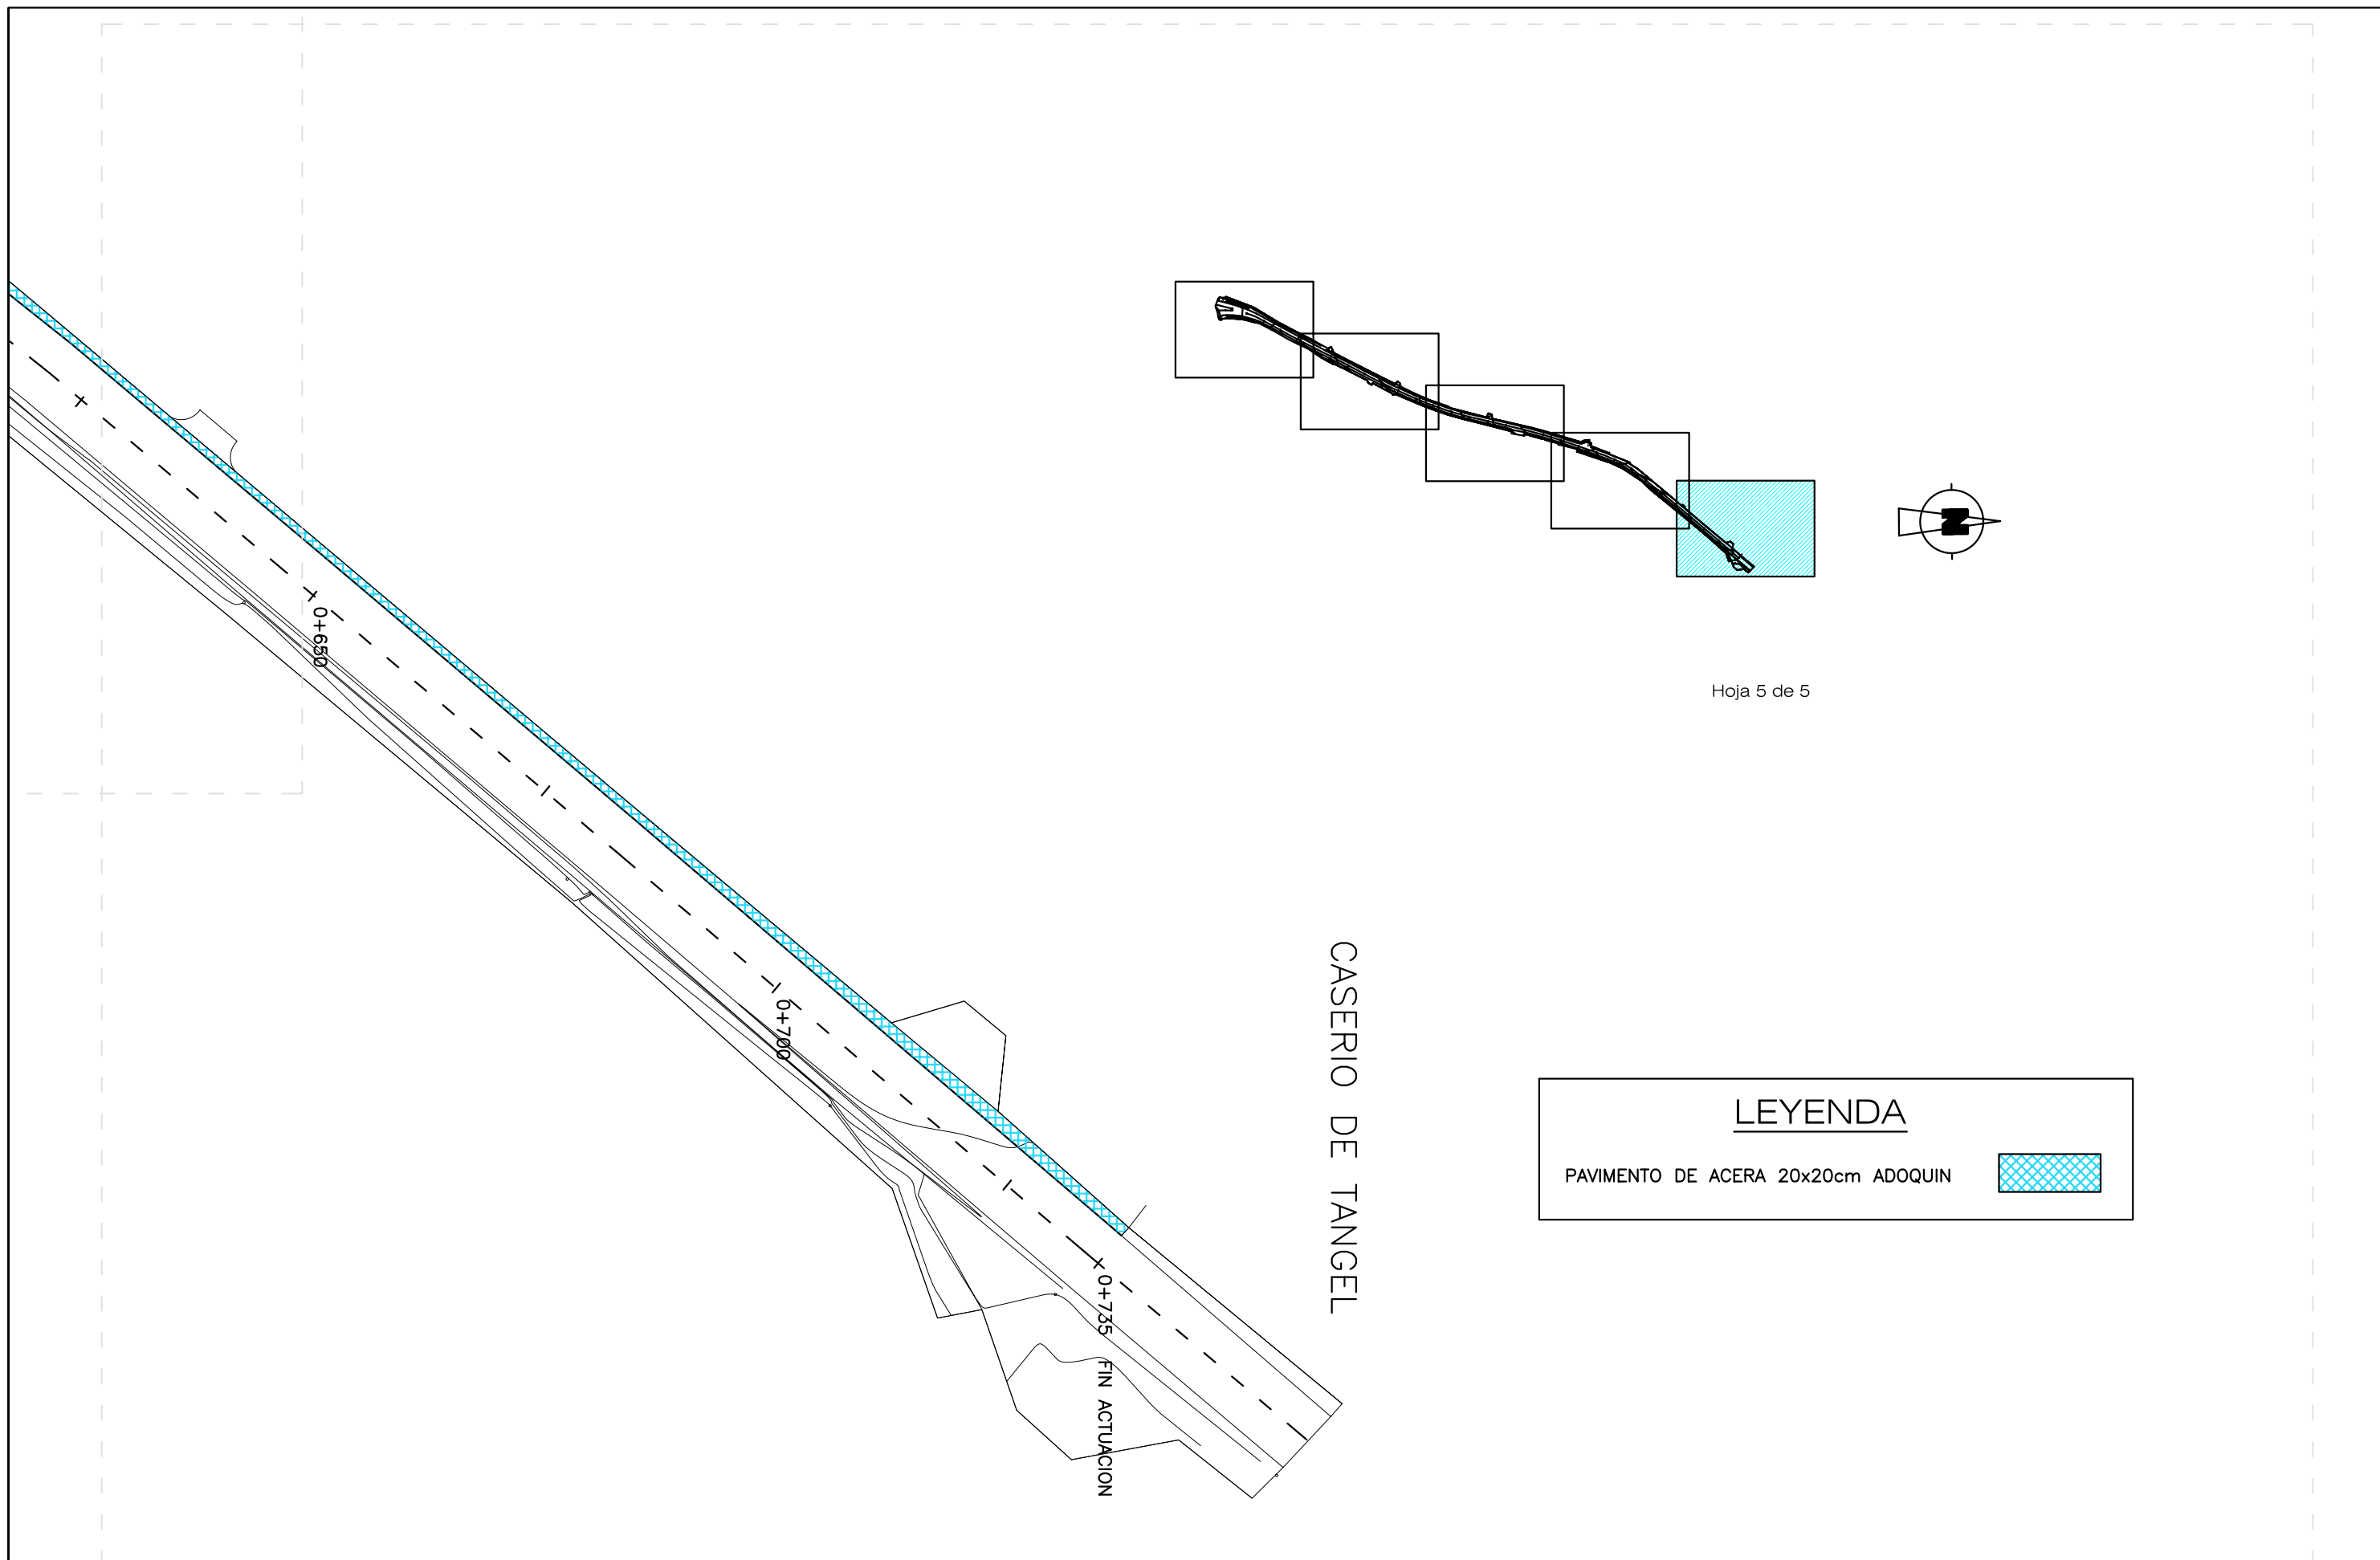 N
Hoja 5 de 5
0+650
0+700
CASERIO DE TANGEL
LEYENDA
PAVIMENTO DE ACERA 20x20cm ADOQUIN
0+735 FIN ACTUACION